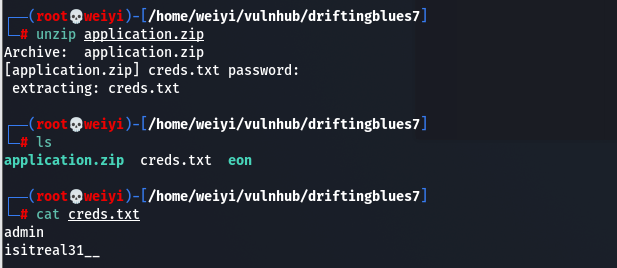 ┌──(root💀weiyi)-[/home/weiyi/vulnhub/driftingblues7]
└─# unzip application.zip
Archive:  application.zip
[application.zip] creds.txt password:
 extracting: creds.txt
┌──(root💀weiyi)-[/home/weiyi/vulnhub/driftingblues7]
└─# ls
application.zip  creds.txt  eon
┌──(root💀weiyi)-[/home/weiyi/vulnhub/driftingblues7]
└─# cat creds.txt
admin
isitreal31__